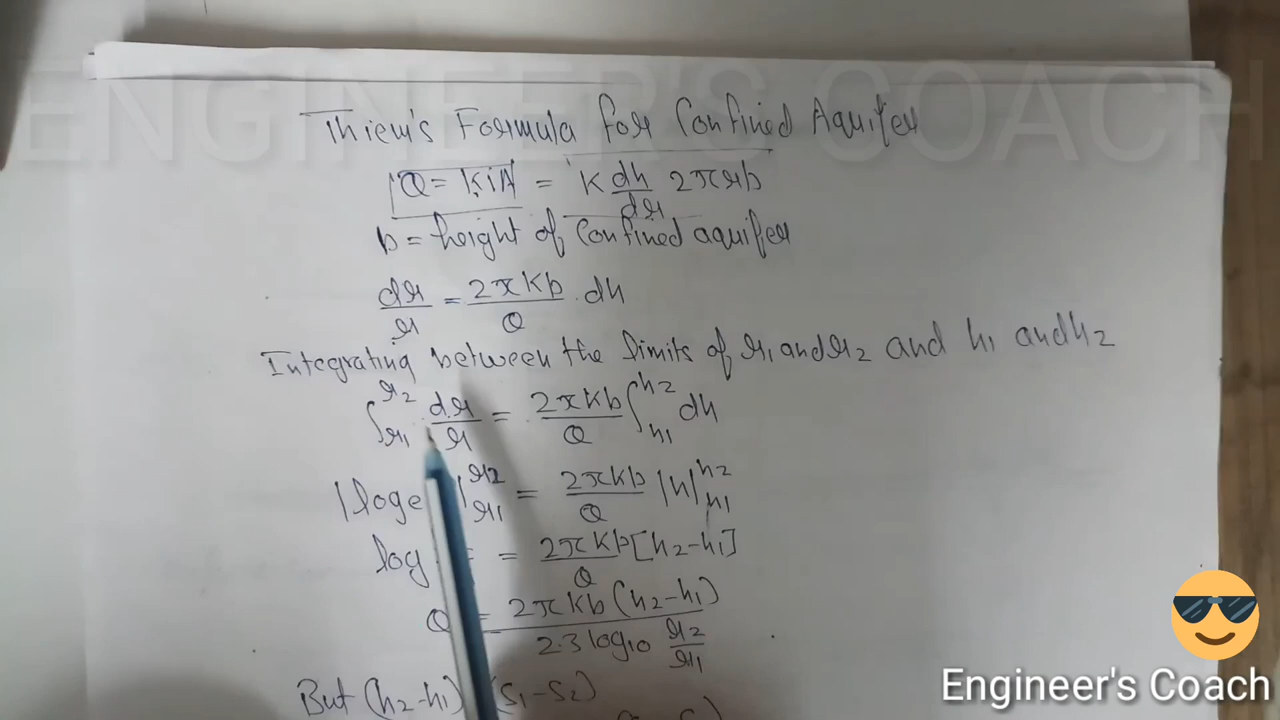 ENGINEER'S COACH
Thiem's Formula for Confined Aquifer
Q = KiA = K dh/dr 2πrb
b = height of Confined aquifer
dr/r = 2πKb/Q . dh
Integrating between the limits of r1 and r2 and h1 and h2
∫r1^r2 dr/r = 2πKb/Q ∫h1^h2 dh
|loge |r1^r2 = 2πKb/Q |h|h1^h2
log = 2πKb/Q [h2-h1]
Q = 2πKb (h2-h1) / 2.3 log10 r2/r1
But (h2-h1) (S1-S2)
Engineer's Coach